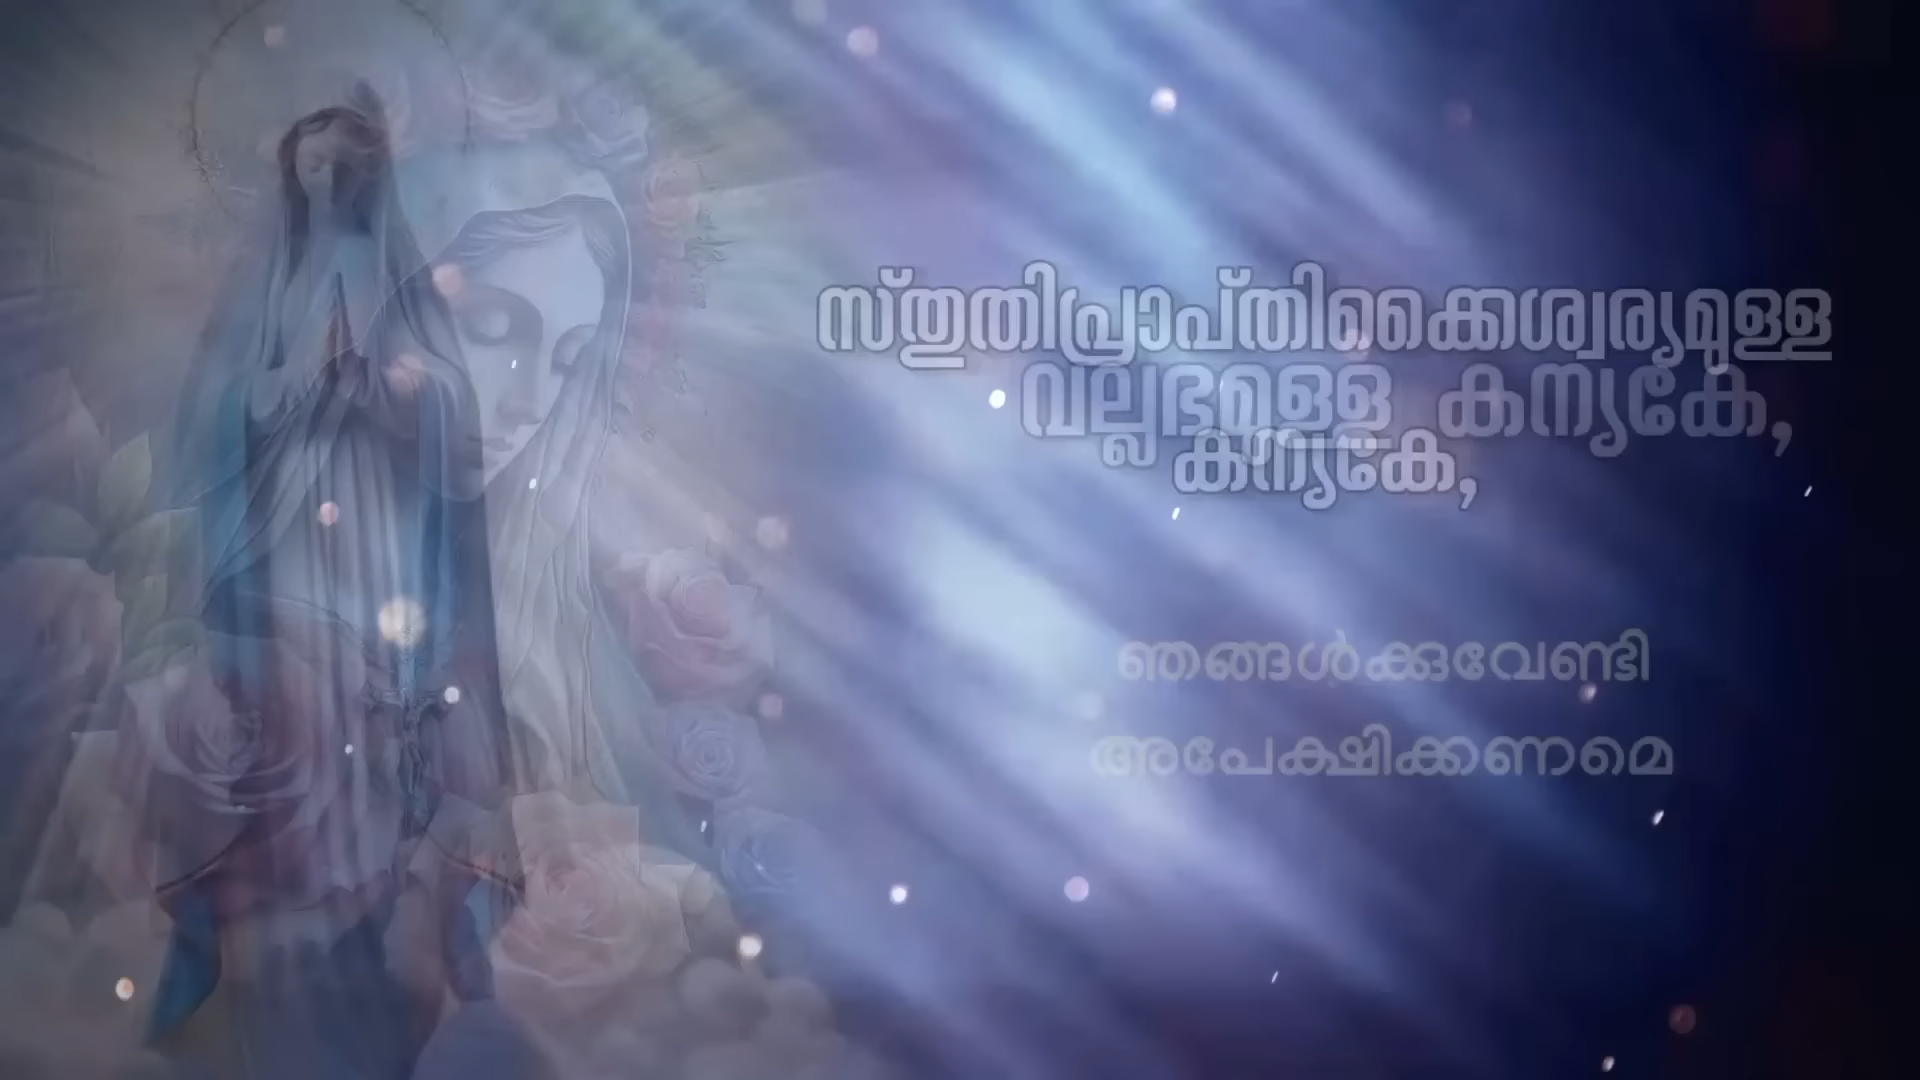 സ്തുതിപ്രാപ്തിക്കൈശ്വര്യമുള്ള
വല്ലഭമുള്ള കന്യകേ,
കന്യകേ,
ഞങ്ങൾക്കുവേണ്ടി
അപേക്ഷിക്കണമെ